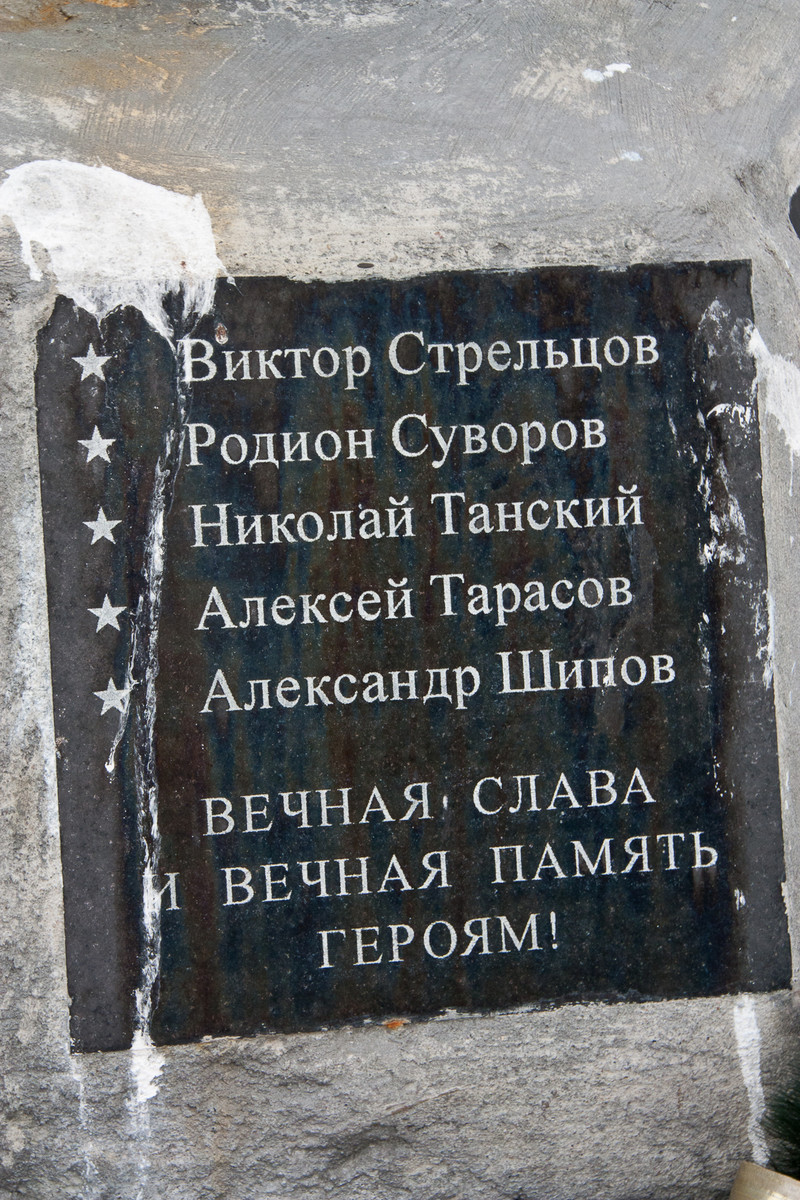 Виктор Стрельцов
Родион Суворов
Николай Танский
Алексей Тарасов
Александр Шипов
ВЕЧНАЯ СЛАВА
И ВЕЧНАЯ ПАМЯТЬ
ГЕРОЯМ!